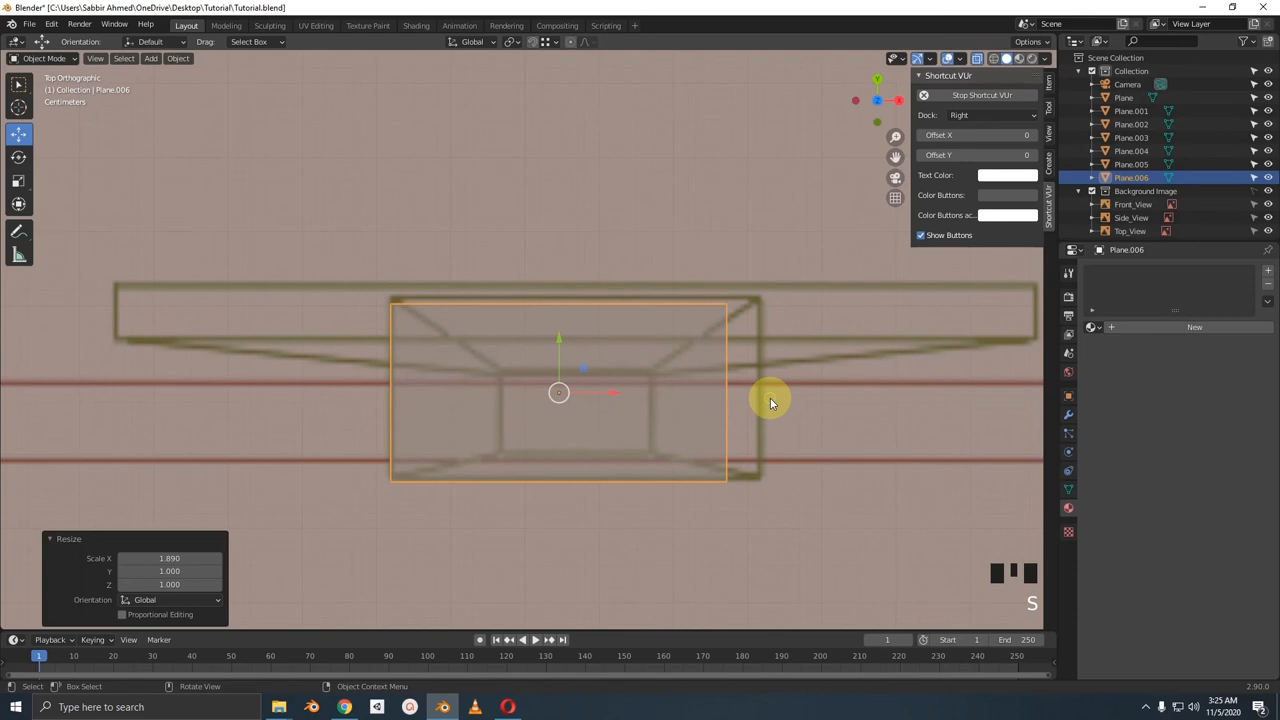 Blender* [C:\Users\Sabbir Ahmed\OneDrive\Desktop\Tutorial\Tutorial.blend]
File Edit Render Window Help Layout Modeling Sculpting UV Editing Texture Paint Shading Animation Rendering Compositing Scripting + Scene View Layer
Orientation: Default Drag: Select Box Global Options
Object Mode View Select Add Object
Top Orthographic
(1) Collection | Plane.006
Centimeters
Y
X
Z
Shortcut VUr
Stop Shortcut VUr
Dock: Right
Offset X 0
Offset Y 0
Text Color:
Color Buttons:
Color Buttons ac...
Show Buttons
Item
Tool
View
Create
Shortcut VUr
Scene Collection
Collection
Camera
Plane
Plane.001
Plane.002
Plane.003
Plane.004
Plane.005
Plane.006
Background Image
Front_View
Side_View
Top_View
Plane.006
New
Resize
Scale X 1.890
Y 1.000
Z 1.000
Orientation Global
Proportional Editing
S
Playback Keying View Marker 1 Start 1 End 250
1 10 20 30 40 50 60 70 80 90 100 110 120 130 140 150 160 170 180 190 200 210 220 230 240 250
Select Box Select Rotate View Object Context Menu 2.90.0
Type here to search
3:25 AM
11/5/2020
2